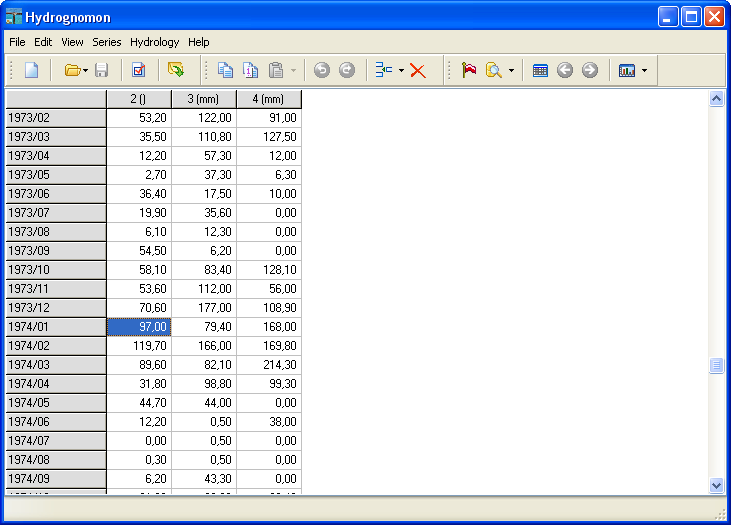 Hydrognomon
File Edit View Series Hydrology Help
2 () 3 (mm) 4 (mm)
1973/02 53,20 122,00 91,00
1973/03 35,50 110,80 127,50
1973/04 12,20 57,30 12,00
1973/05 2,70 37,30 6,30
1973/06 36,40 17,50 10,00
1973/07 19,90 35,60 0,00
1973/08 6,10 12,30 0,00
1973/09 54,50 6,20 0,00
1973/10 58,10 83,40 128,10
1973/11 53,60 112,00 56,00
1973/12 70,60 177,00 108,90
1974/01 97,00 79,40 168,00
1974/02 119,70 166,00 169,80
1974/03 89,60 82,10 214,30
1974/04 31,80 98,80 99,30
1974/05 44,70 44,00 0,00
1974/06 12,20 0,50 38,00
1974/07 0,00 0,50 0,00
1974/08 0,30 0,50 0,00
1974/09 6,20 43,30 0,00